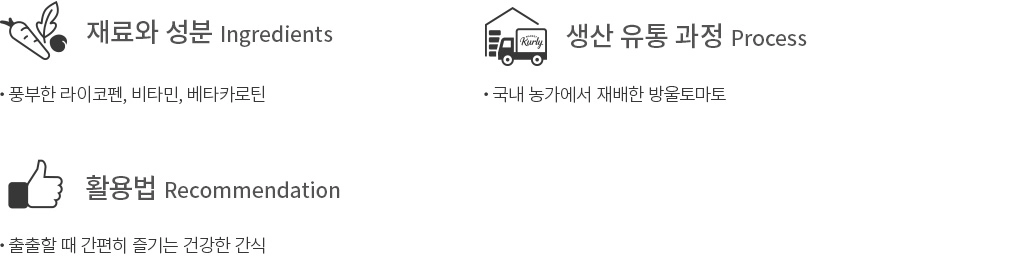 재료와 성분 Ingredients
• 풍부한 라이코펜, 비타민, 베타카로틴
Kurly
생산 유통 과정 Process
• 국내 농가에서 재배한 방울토마토
활용법 Recommendation
• 출출할 때 간편히 즐기는 건강한 간식